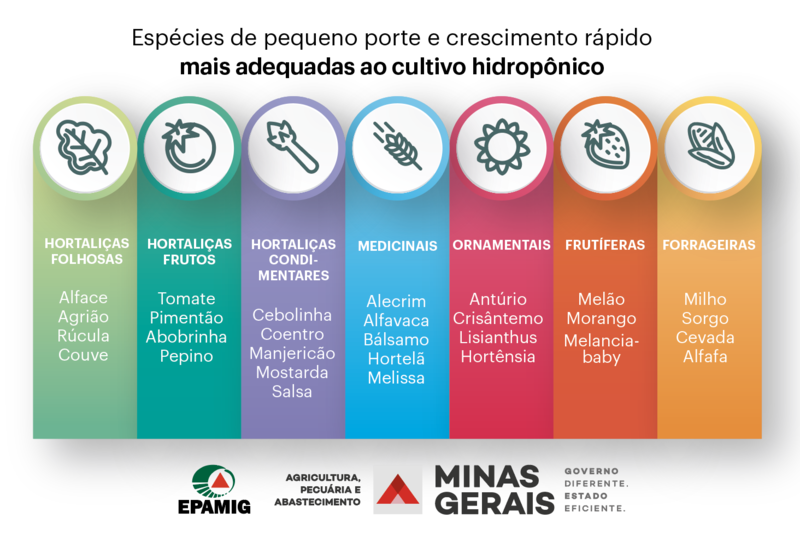 Espécies de pequeno porte e crescimento rápido
mais adequadas ao cultivo hidropônico
HORTALIÇAS
FOLHOSAS
Alface
Agrião
Rúcula
Couve
HORTALIÇAS
FRUTOS
Tomate
Pimentão
Abobrinha
Pepino
HORTALIÇAS
CONDI-
MENTARES
Cebolinha
Coentro
Manjericão
Mostarda
Salsa
MEDICINAIS
Alecrim
Alfavaca
Bálsamo
Hortelã
Melissa
ORNAMENTAIS
Antúrio
Crisântemo
Lisianthus
Hortênsia
FRUTÍFERAS
Melão
Morango
Melancia-
baby
FORRAGEIRAS
Milho
Sorgo
Cevada
Alfafa
EPAMIG
AGRICULTURA,
PECUÁRIA E
ABASTECIMENTO
MINAS
GERAIS
GOVERNO
DIFERENTE.
ESTADO
EFICIENTE.